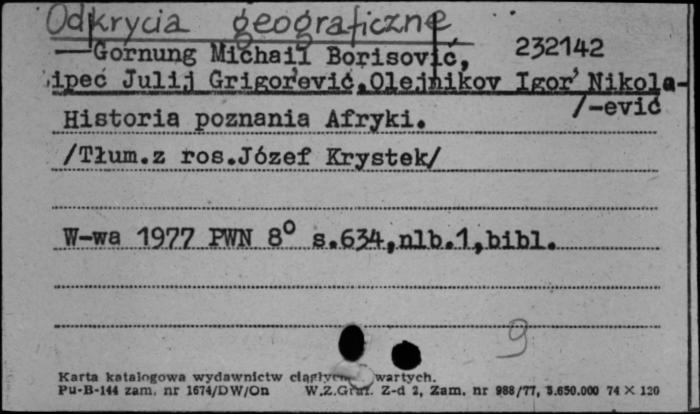 Odkrycia geograficzne
—Gornung Michail Borisovič, 232142
ipec Julij Grigor'evič, Olejnikov Igor' Nikola-
/-evič
Historia poznania Afryki.
/Tłum.z ros.Józef Krystek/
W-wa 1977 PWN 8° s.634,nlb.1,bibl.
9
Karta katalogowa wydawnictw ciągłych wartych.
Pu-B-144 zam. nr 1674/DW/On W.Z.Graf. Z-d 2, Zam. nr 988/77, 3.650.000 74 X 120